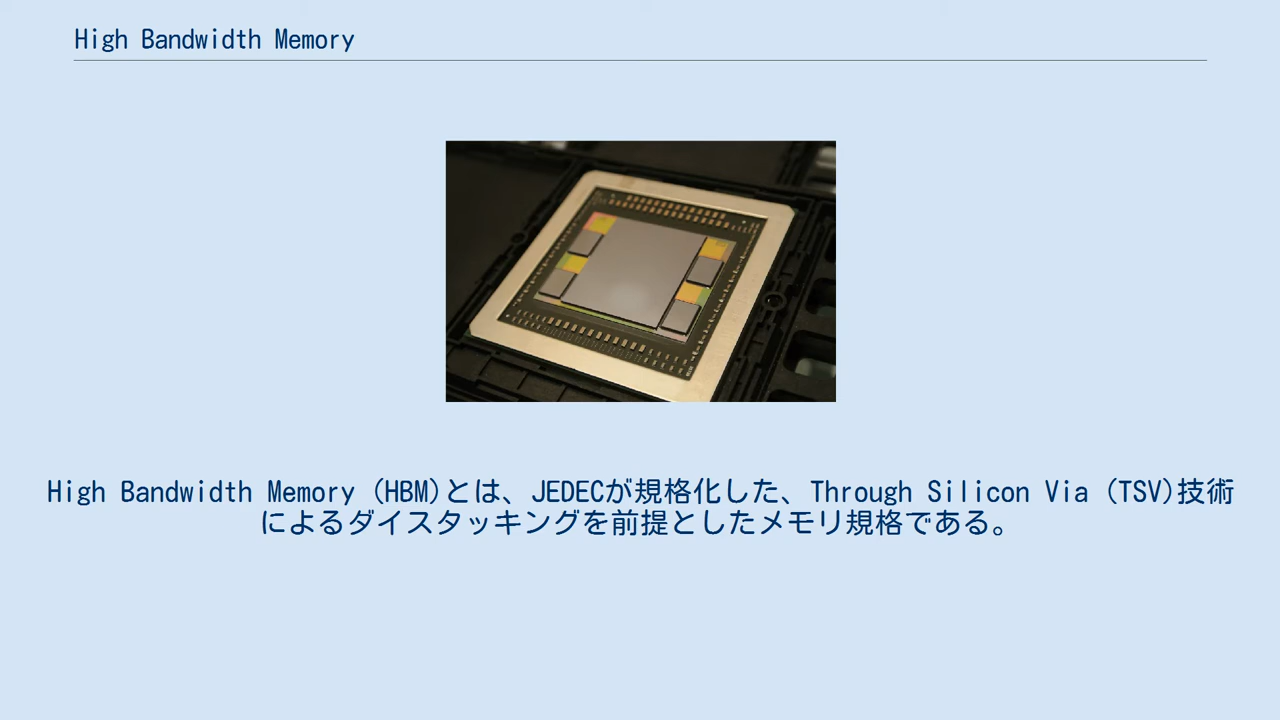 High Bandwidth Memory
High Bandwidth Memory (HBM)とは、JEDECが規格化した、Through Silicon Via (TSV)技術
によるダイスタッキングを前提としたメモリ規格である。